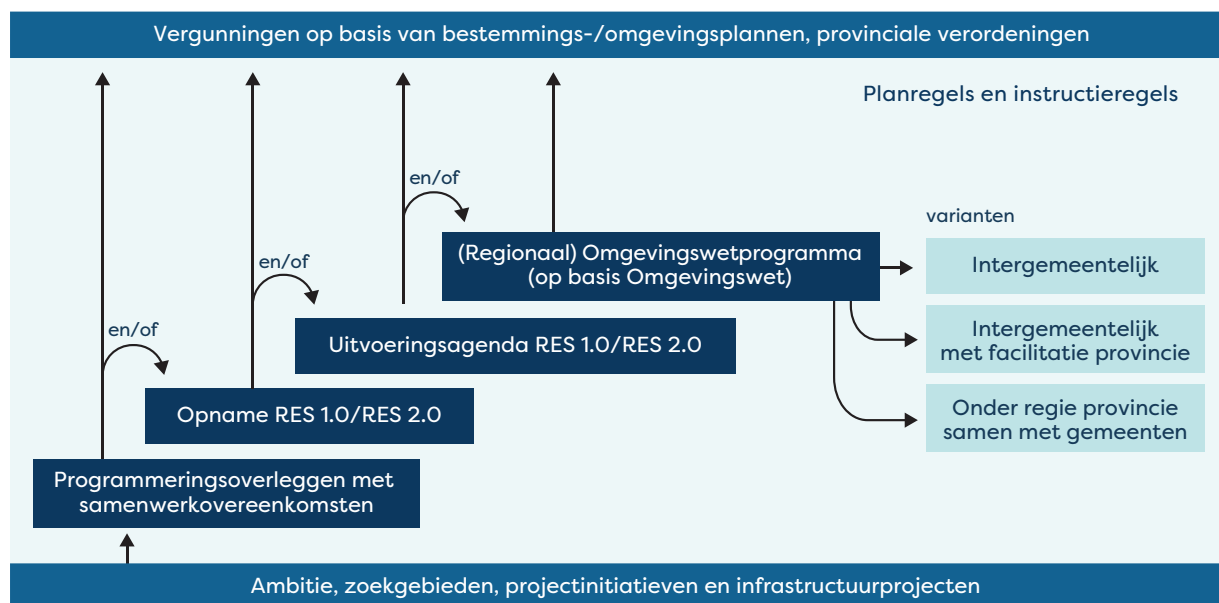 Vergunningen op basis van bestemmings-/omgevingsplannen, provinciale verordeningen
Planregels en instructieregels
en/of
varianten
(Regionaal) Omgevingswetprogramma
(op basis Omgevingswet)
Intergemeentelijk
en/of
Intergemeentelijk
met facilitatie provincie
en/of
Uitvoeringsagenda RES 1.0/RES 2.0
Onder regie provincie
samen met gemeenten
Opname RES 1.0/RES 2.0
Programmeringsoverleggen met
samenwerkovereenkomsten
Ambitie, zoekgebieden, projectinitiatieven en infrastructuurprojecten